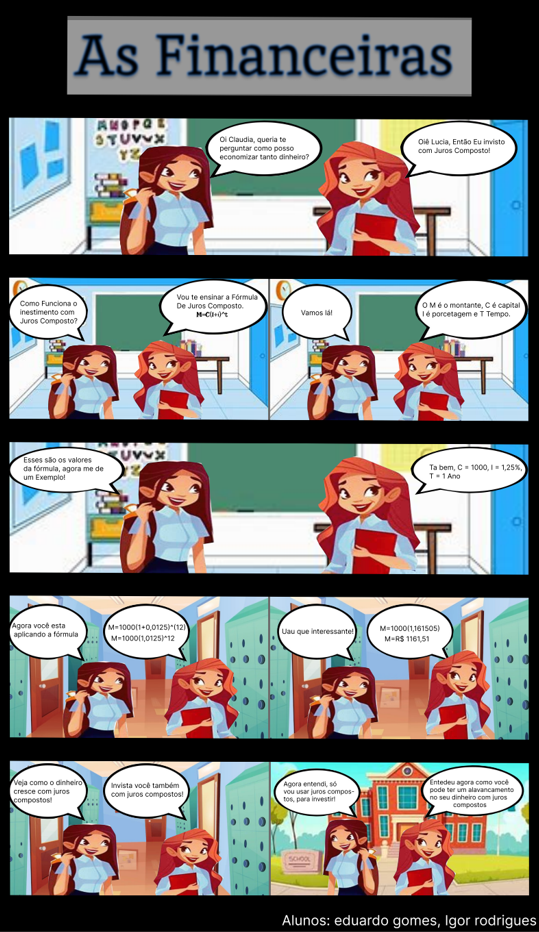 As Financeiras
Oi Claudia, queria te
perguntar como posso
economizar tanto dinheiro?
Oiê Lucia, Então Eu invisto
com Juros Composto!
Como Funciona o
inestimento com
Juros Composto?
Vou te ensinar a Fórmula
De Juros Composto.
M=C(1+i)^t
Vamos lá!
O M é o montante, C é capital
I é porcetagem e T Tempo.
Esses são os valores
da fórmula, agora me de
um Exemplo!
Ta bem, C = 1000, I = 1,25%,
T = 1 Ano
Agora você esta
aplicando a fórmula
M=1000(1+0,0125)^(12)
M=1000(1,0125)^12
Uau que interessante!
M=1000(1,161505)
M=R$ 1161,51
Veja como o dinheiro
cresce com juros
compostos!
Invista você também
com juros compostos!
Agora entendi, só
vou usar juros compos-
tos, para investir!
Entedeu agora como você
pode ter um alavancamento
no seu dinheiro com juros
compostos
SCHOOL
Alunos: eduardo gomes, Igor rodrigues